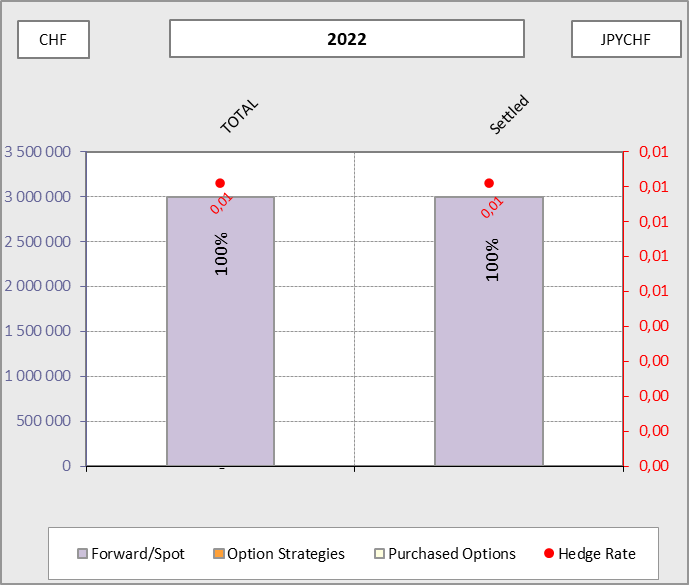 CHF
2022
JPYCHF
TOTAL
Settled
3 500 000
3 000 000
2 500 000
2 000 000
1 500 000
1 000 000
500 000
0
0,01
0,01
0,01
0,01
0,01
0,00
0,00
0,00
0,00
0,00
0,01
100%
0,01
100%
-
Forward/Spot
Option Strategies
Purchased Options
Hedge Rate